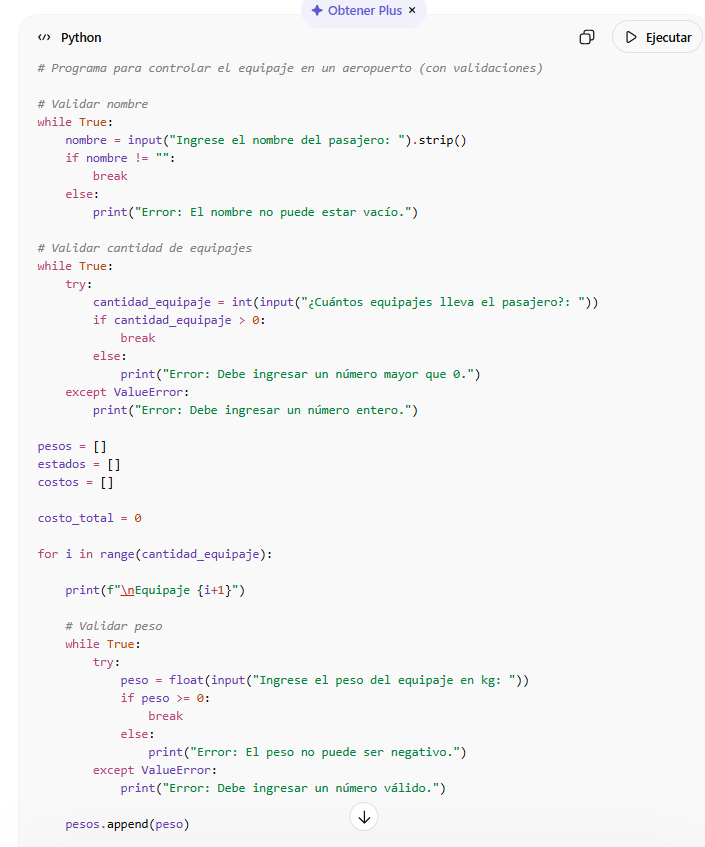 Obtener Plus ×
Python
Ejecutar
# Programa para controlar el equipaje en un aeropuerto (con validaciones)
# Validar nombre
while True:
    nombre = input("Ingrese el nombre del pasajero: ").strip()
    if nombre != "":
        break
    else:
        print("Error: El nombre no puede estar vacío.")
# Validar cantidad de equipajes
while True:
    try:
        cantidad_equipaje = int(input("¿Cuántos equipajes lleva el pasajero?: "))
        if cantidad_equipaje > 0:
            break
        else:
            print("Error: Debe ingresar un número mayor que 0.")
    except ValueError:
        print("Error: Debe ingresar un número entero.")
pesos = []
estados = []
costos = []
costo_total = 0
for i in range(cantidad_equipaje):
    print(f"\nEquipaje {i+1}")
    # Validar peso
    while True:
        try:
            peso = float(input("Ingrese el peso del equipaje en kg: "))
            if peso >= 0:
                break
            else:
                print("Error: El peso no puede ser negativo.")
        except ValueError:
            print("Error: Debe ingresar un número válido.")
    pesos.append(peso)